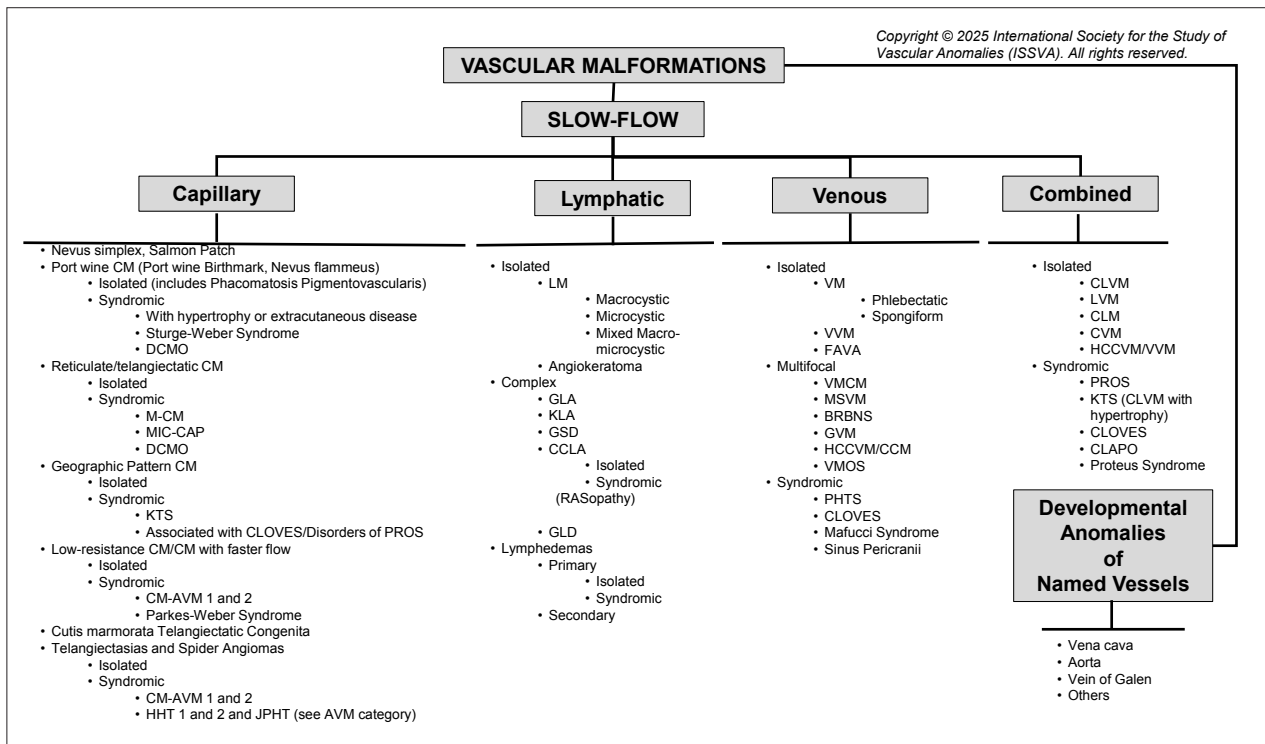 Copyright © 2025 International Society for the Study of
Vascular Anomalies (ISSVA). All rights reserved.
VASCULAR MALFORMATIONS
SLOW-FLOW
Capillary
• Nevus simplex, Salmon Patch
• Port wine CM (Port wine Birthmark, Nevus flammeus)
• Isolated (includes Phacomatosis Pigmentovascularis)
• Syndromic
• With hypertrophy or extracutaneous disease
• Sturge-Weber Syndrome
• DCMO
• Reticulate/telangiectatic CM
• Isolated
• Syndromic
• M-CM
• MIC-CAP
• DCMO
• Geographic Pattern CM
• Isolated
• Syndromic
• KTS
• Associated with CLOVES/Disorders of PROS
• Low-resistance CM/CM with faster flow
• Isolated
• Syndromic
• CM-AVM 1 and 2
• Parkes-Weber Syndrome
• Cutis marmorata Telangiectatic Congenita
• Telangiectasias and Spider Angiomas
• Isolated
• Syndromic
• CM-AVM 1 and 2
• HHT 1 and 2 and JPHT (see AVM category)
Lymphatic
• Isolated
• LM
• Macrocystic
• Microcystic
• Mixed Macro-
microcystic
• Angiokeratoma
• Complex
• GLA
• KLA
• GSD
• CCLA
• Isolated
• Syndromic
(RASopathy)
• GLD
• Lymphedemas
• Primary
• Isolated
• Syndromic
• Secondary
Venous
• Isolated
• VM
• Phlebectatic
• Spongiform
• VVM
• FAVA
• Multifocal
• VMCM
• MSVM
• BRBNS
• GVM
• HCCVM/CCM
• VMOS
• Syndromic
• PHTS
• CLOVES
• Mafucci Syndrome
• Sinus Pericranii
Combined
• Isolated
• CLVM
• LVM
• CLM
• CVM
• HCCVM/VVM
• Syndromic
• PROS
• KTS (CLVM with
hypertrophy)
• CLOVES
• CLAPO
• Proteus Syndrome
Developmental
Anomalies
of
Named Vessels
• Vena cava
• Aorta
• Vein of Galen
• Others